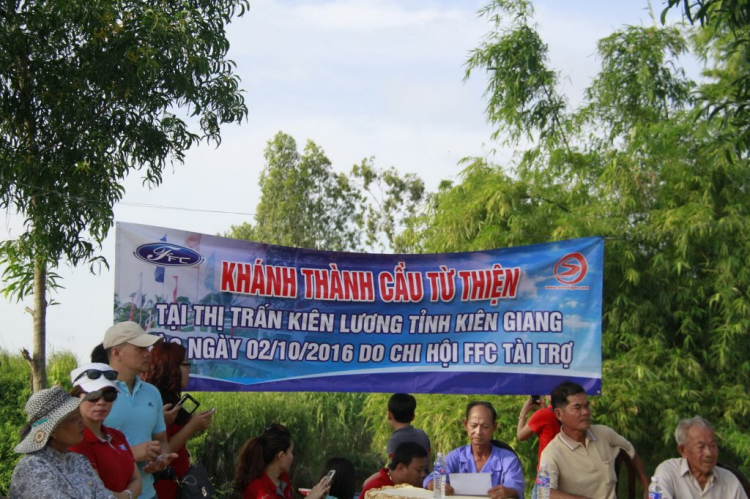 FFC
KHÁNH THÀNH CẦU TỪ THIỆN
TẠI THỊ TRẤN KIÊN LƯƠNG TỈNH KIÊN GIANG
NGÀY 02/10/2016 DO CHI HỘI FFC TÀI TRỢ